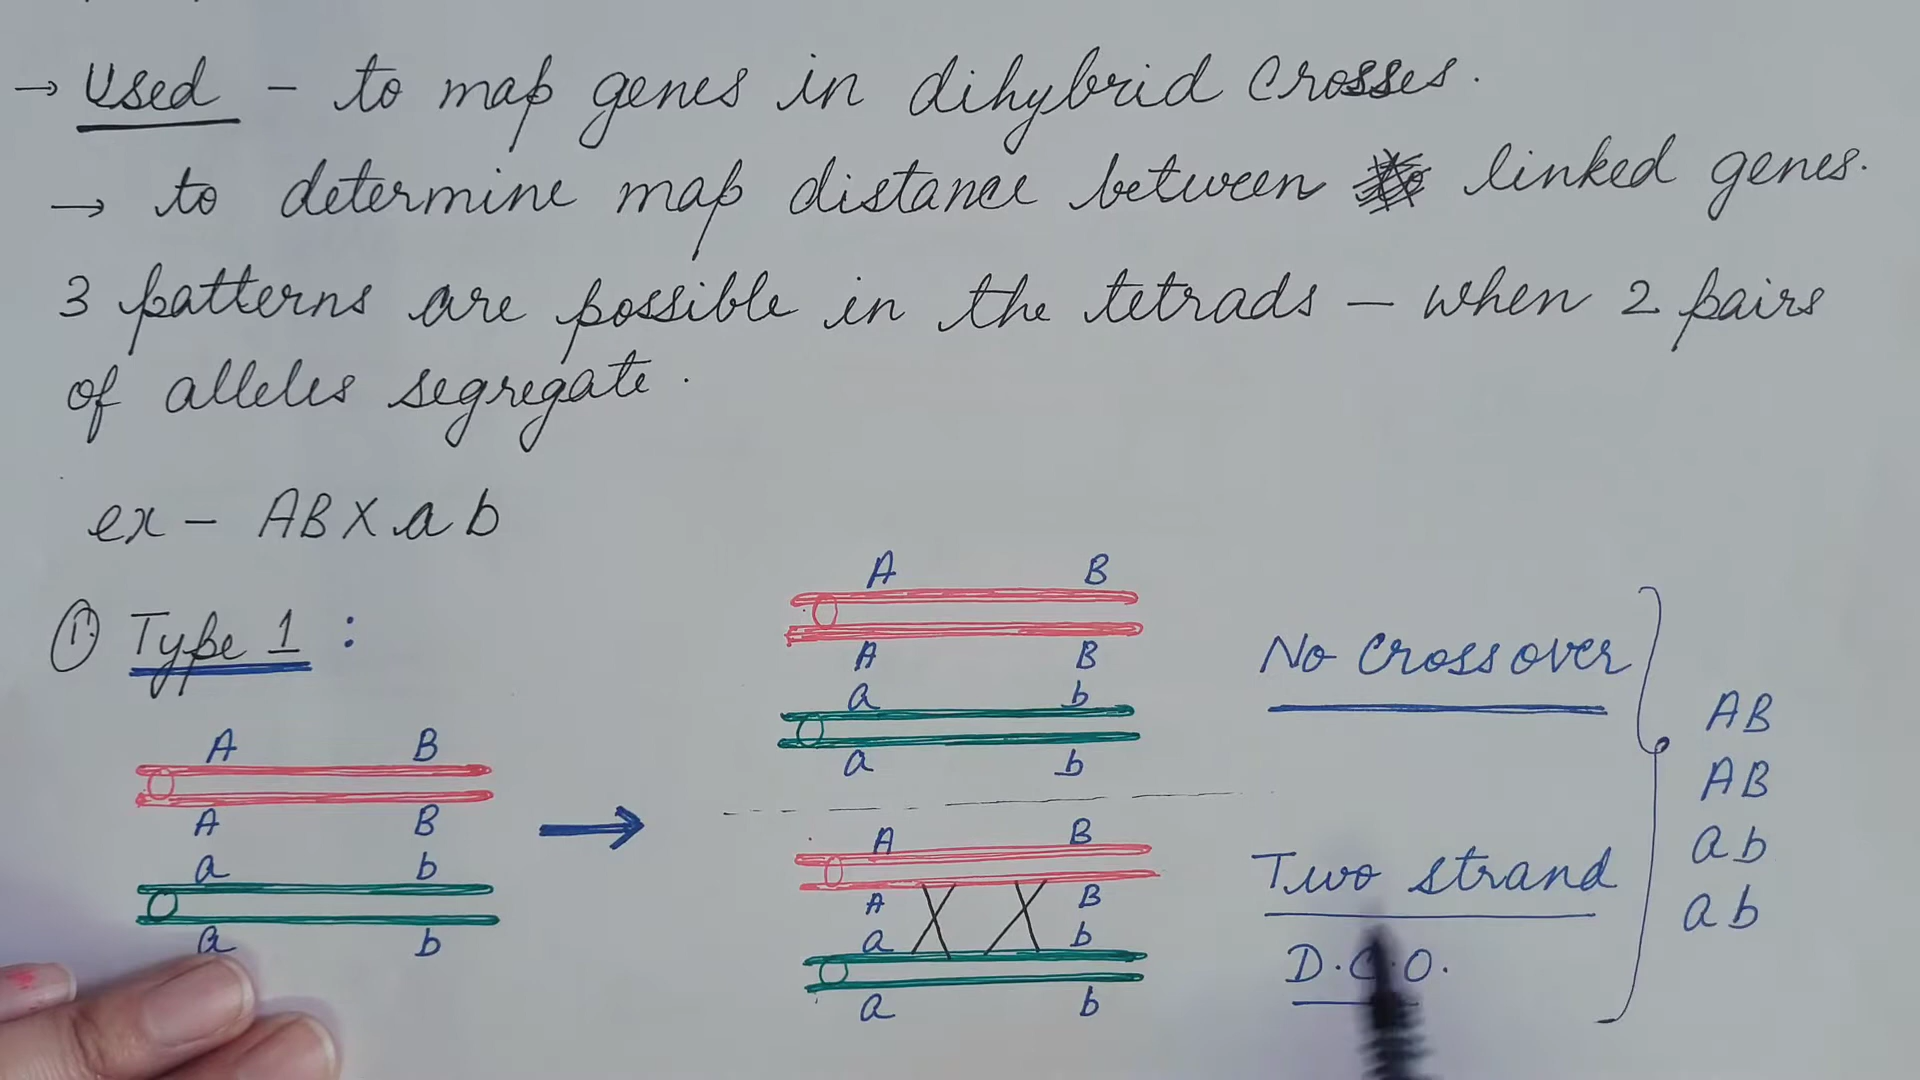 → Used - to map genes in dihybrid crosses.
→ to determine map distance between linked genes.
3 patterns are possible in the tetrads - when 2 pairs
of alleles segregate.
ex - AB X ab
① Type 1 :
A B
A B
a b
a b
A B
A B
a b
a b
No Crossover
A B
A B
a b
a b
Two strand
D.C.O.
AB
AB
ab
ab